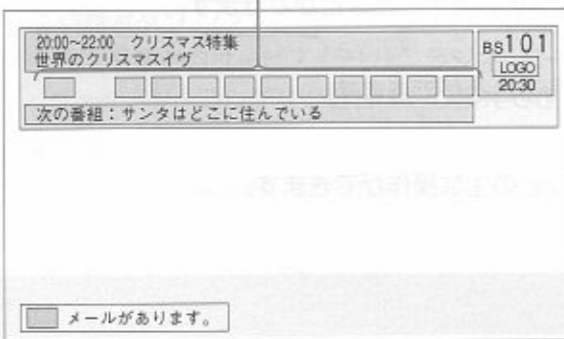 20:00~22:00 クリスマス特集
世界のクリスマスイヴ
BS101
LOGO
20:30
次の番組:サンタはどこに住んでいる
メールがあります。